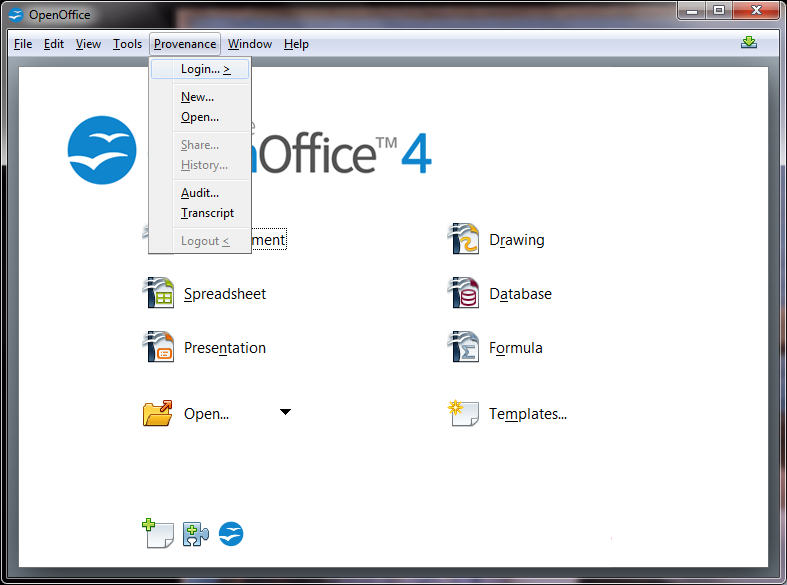 OpenOffice
File Edit View Tools Provenance Window Help
Login... >
New...
Open...
Share...
History...
Audit...
Transcript
Logout <
Office™ 4
ment
Drawing
Spreadsheet
Database
Presentation
Formula
Open...
Templates...